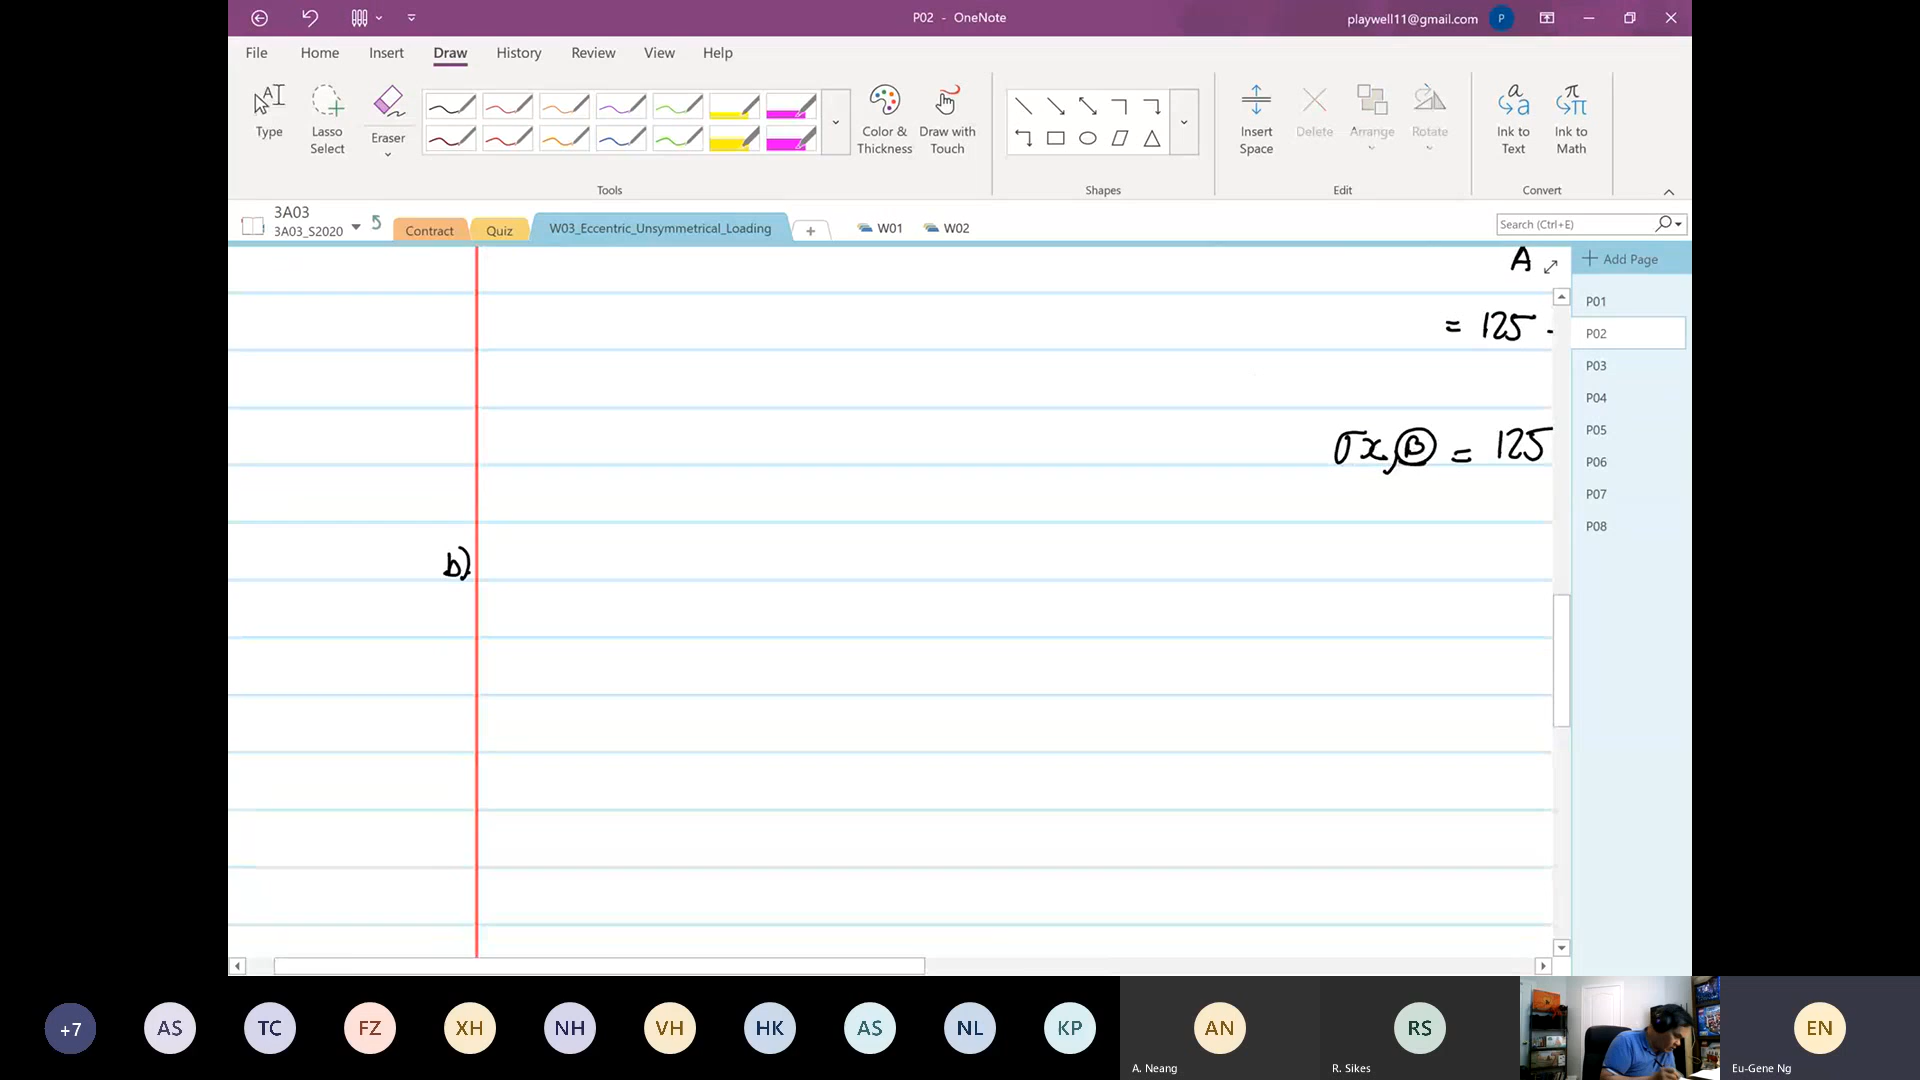 P02 - OneNote
playwell11@gmail.com
P
File Home Insert Draw History Review View Help
Type
Lasso Select
Eraser
Color & Thickness
Draw with Touch
Insert Space
Delete
Arrange
Rotate
Ink to Text
Ink to Math
Tools
Shapes
Edit
Convert
3A03
3A03_S2020
Contract
Quiz
W03_Eccentric_Unsymmetrical_Loading
W01
W02
Search (Ctrl+E)
Add Page
P01
P02
P03
P04
P05
P06
P07
P08
A
= 125 -
σx,Ⓑ = 125
b)
+7 AS TC FZ XH NH VH HK AS NL KP AN RS EN
A. Neang
R. Sikes
Eu-Gene Ng